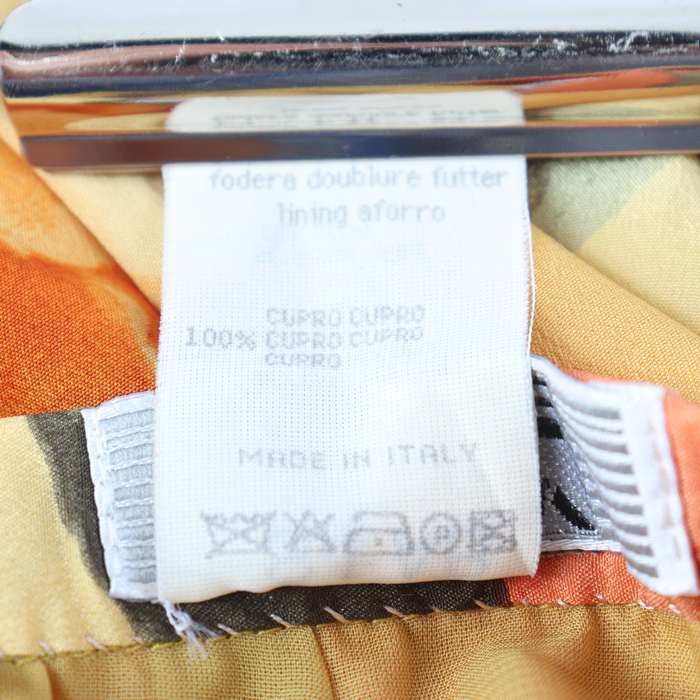 fodera doublure futter
lining aforro
CUPRO CUPRO
100% CUPRO CUPRO
CUPRO
MADE IN ITALY